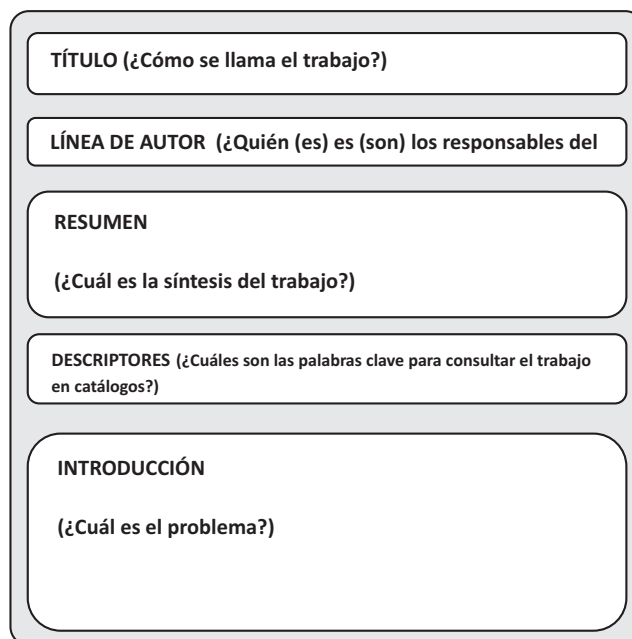 TÍTULO (¿Cómo se llama el trabajo?)
LÍNEA DE AUTOR (¿Quién (es) es (son) los responsables del
RESUMEN
(¿Cuál es la síntesis del trabajo?)
DESCRIPTORES (¿Cuáles son las palabras clave para consultar el trabajo
en catálogos?)
INTRODUCCIÓN
(¿Cuál es el problema?)